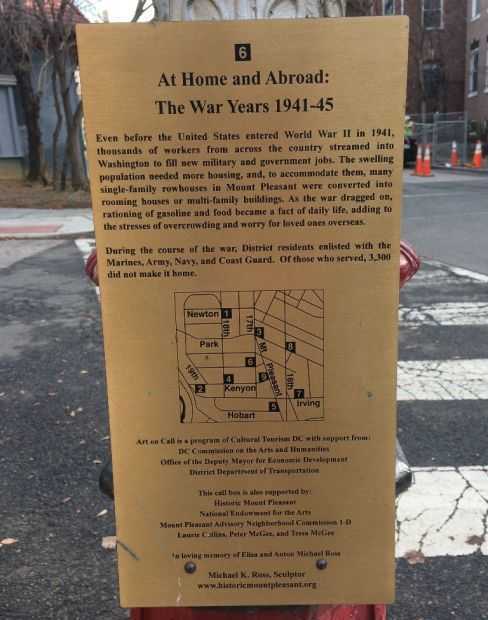 6
At Home and Abroad:
The War Years 1941-45
Even before the United States entered World War II in 1941,
thousands of workers from across the country streamed into
Washington to fill new military and government jobs. The swelling
population needed more housing, and, to accommodate them, many
single-family rowhouses in Mount Pleasant were converted into
rooming houses or multi-family buildings. As the war dragged on,
rationing of gasoline and food became a fact of daily life, adding to
the stresses of overcrowding and worry for loved ones overseas.
During the course of the war, District residents enlisted with the
Marines, Army, Navy, and Coast Guard. Of those who served, 3,300
did not make it home.
Newton 1
18th
17th
3
Mt Pleasant
8
Park
6
19th
4
9
16th
2
Kenyon
7
5
Irving
Hobart
Art on Call is a program of Cultural Tourism DC with support from:
DC Commission on the Arts and Humanities
Office of the Deputy Mayor for Economic Development
District Department of Transportation
This call box is also supported by:
Historic Mount Pleasant
National Endowment for the Arts
Mount Pleasant Advisory Neighborhood Commission 1-D
Laurie Collins, Peter McGee, and Tressa McGee
In loving memory of Elisa and Anton Michael Ross
Michael K. Ross, Sculptor
www.historicmountpleasant.org